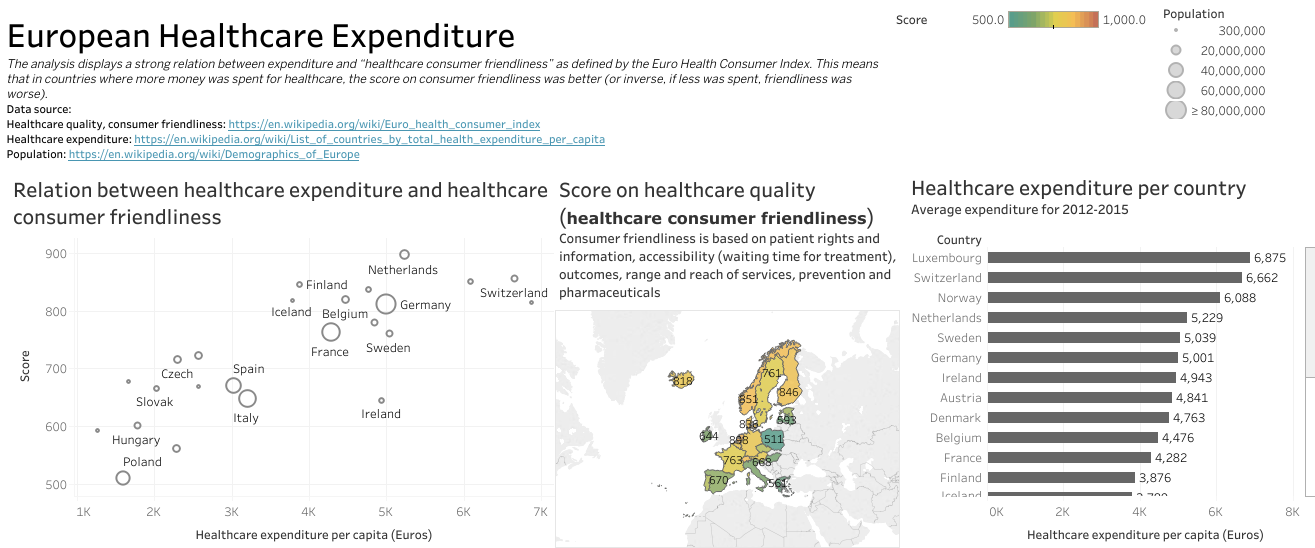 European Healthcare Expenditure
The analysis displays a strong relation between expenditure and “healthcare consumer friendliness” as defined by the Euro Health Consumer Index. This means
that in countries where more money was spent for healthcare, the score on consumer friendliness was better (or inverse, if less was spent, friendliness was
worse).
Data source:
Healthcare quality, consumer friendliness: https://en.wikipedia.org/wiki/Euro_health_consumer_index
Healthcare expenditure: https://en.wikipedia.org/wiki/List_of_countries_by_total_health_expenditure_per_capita
Population: https://en.wikipedia.org/wiki/Demographics_of_Europe
Score 500.0 1,000.0
Population
300,000
20,000,000
40,000,000
60,000,000
≥ 80,000,000
Relation between healthcare expenditure and healthcare
consumer friendliness
900
800
700
600
500
Score
Netherlands
Finland
Switzerland
Iceland
Belgium
Germany
France
Sweden
Spain
Czech
Slovak
Italy
Ireland
Hungary
Poland
1K 2K 3K 4K 5K 6K 7K
Healthcare expenditure per capita (Euros)
Score on healthcare quality
(healthcare consumer friendliness)
Consumer friendliness is based on patient rights and
information, accessibility (waiting time for treatment),
outcomes, range and reach of services, prevention and
pharmaceuticals
818
761
846
851
593
644
898
511
763
668
670
561
Healthcare expenditure per country
Average expenditure for 2012-2015
Country
Luxembourg 6,875
Switzerland 6,662
Norway 6,088
Netherlands 5,229
Sweden 5,039
Germany 5,001
Ireland 4,943
Austria 4,841
Denmark 4,763
Belgium 4,476
France 4,282
Finland 3,876
Iceland
0K 2K 4K 6K 8K
Healthcare expenditure per capita (Euros)